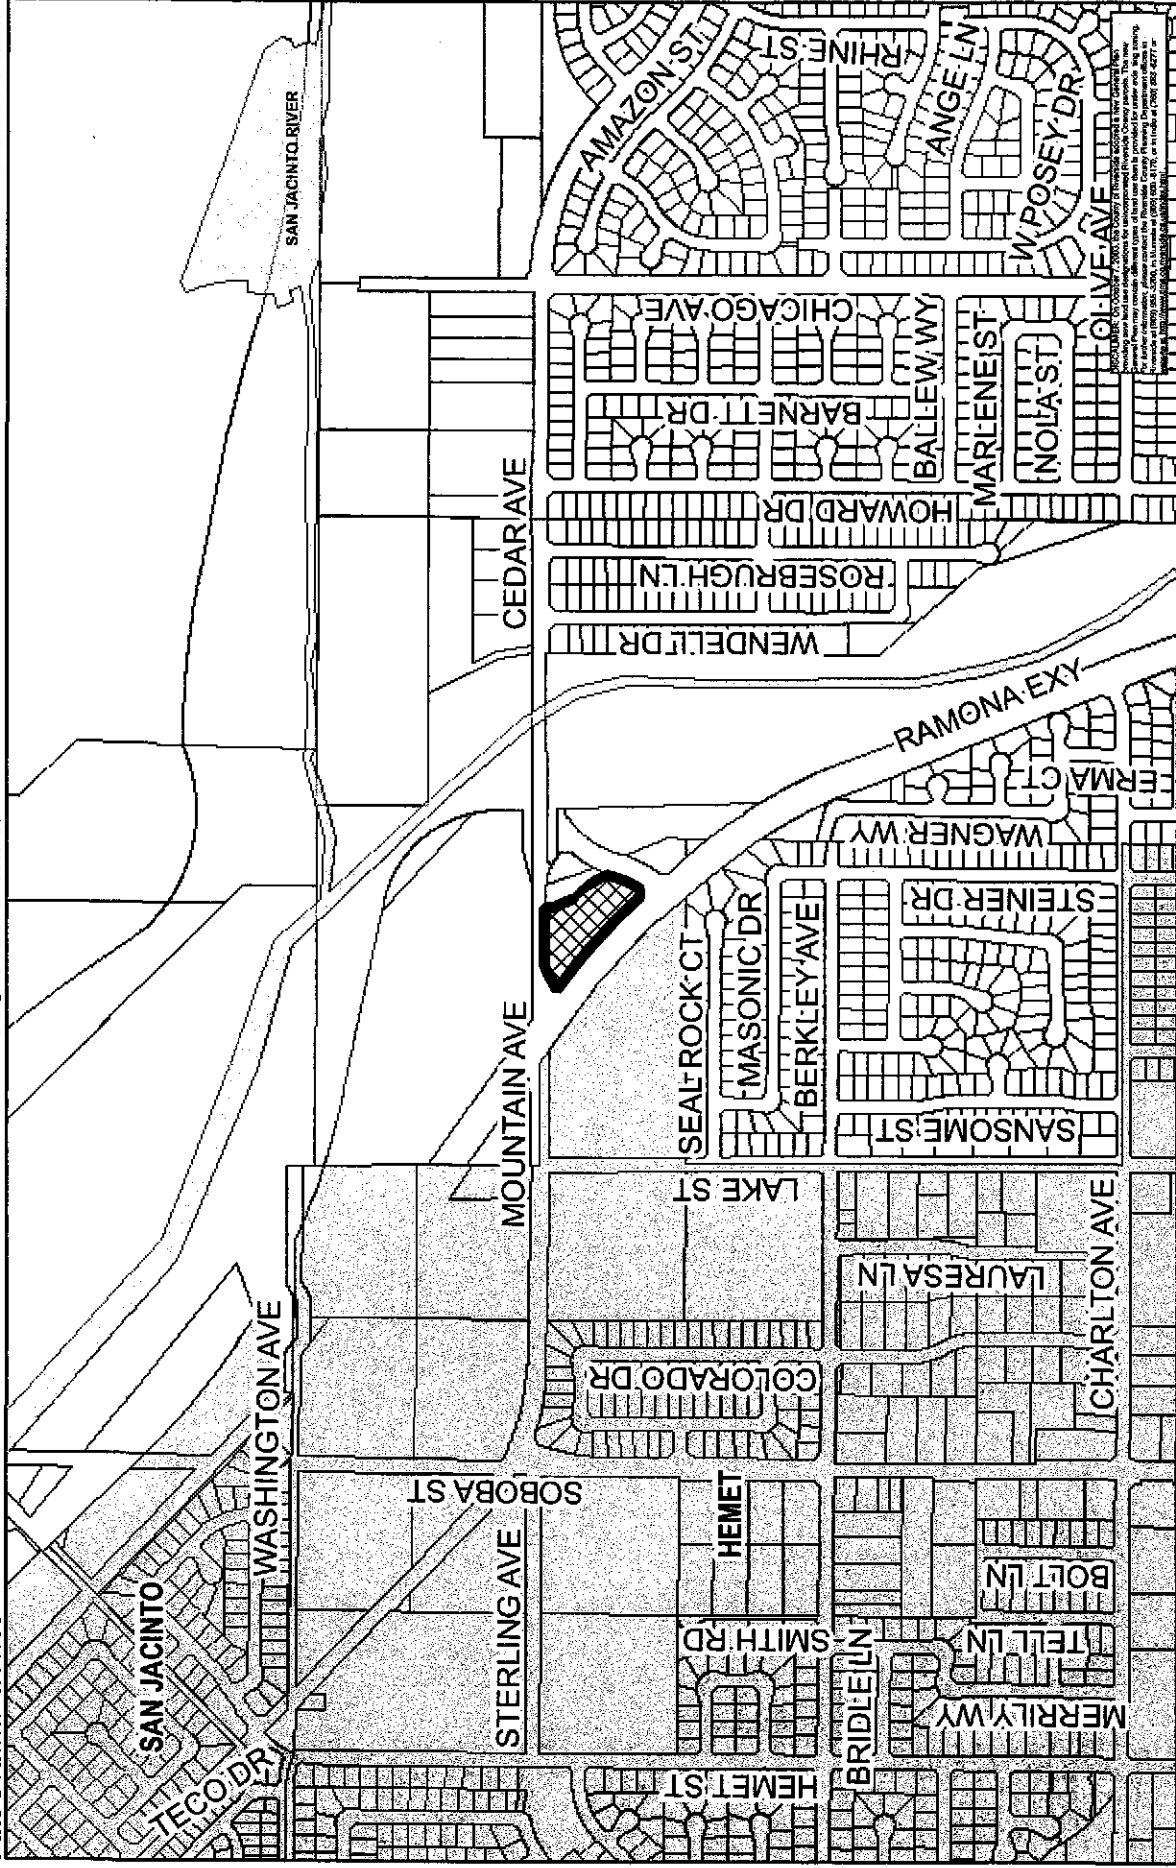 SAN JACINTO RIVER
AMAZON ST
RHINE ST
ANGE LN
W POSEY DR
OLIVE AVE
CHICAGO AVE
BARNETT DR
BALLEW WY
MARLENE ST
NOLA ST
HOWARD DR
ROSEBRUGH LN
WENDELL DR
CEDAR AVE
RAMONA EXY
ERMA CT
WAGNER WY
STEINER DR
SEAL ROCK CT
MASONIC DR
BERKLEY AVE
SANSOME ST
MOUNTAIN AVE
LAKE ST
LAURESA LN
CHARLTON AVE
COLORADO DR
WASHINGTON AVE
SOBOBA ST
HEMET
STERLING AVE
BOLT LN
SAN JACINTO
SMITH RD
TELL LN
BRIDLE LN
MERRILY WY
TECO DR
HEMET ST